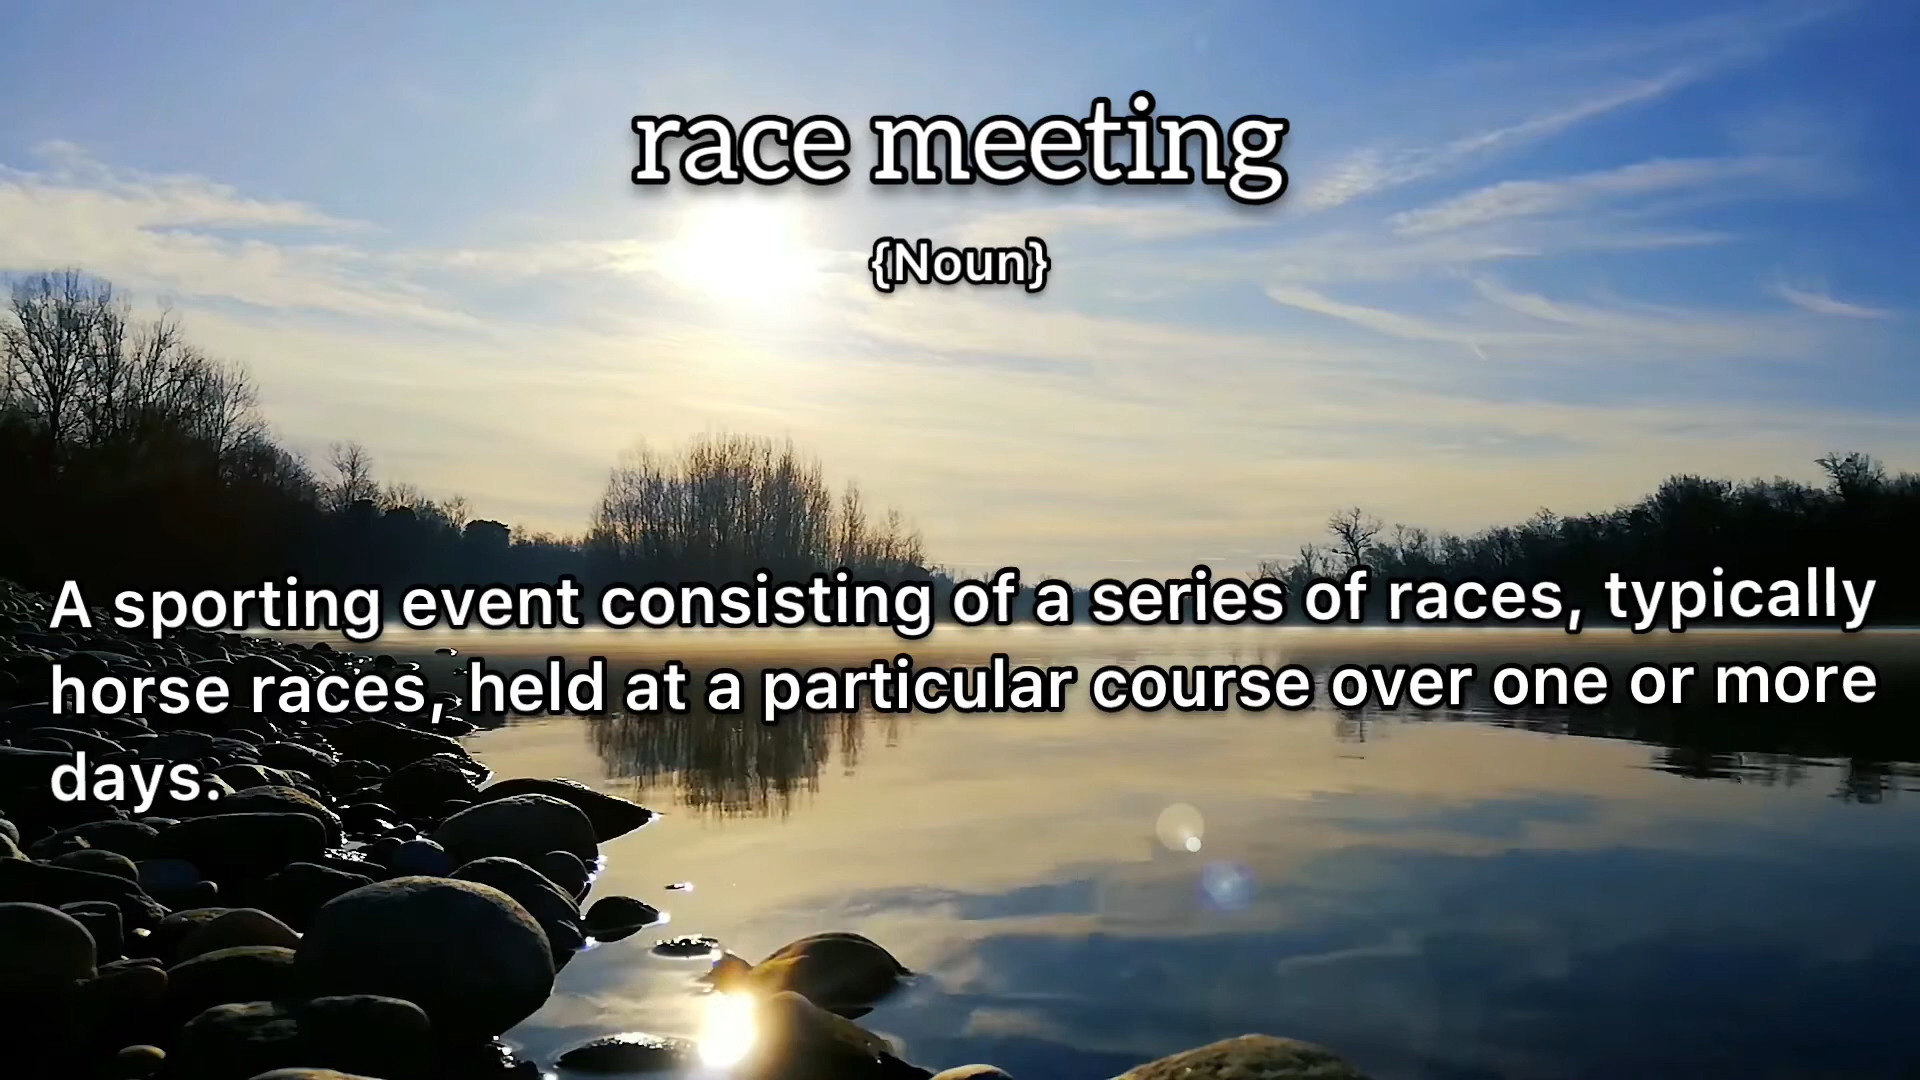 race meeting
{Noun}
A sporting event consisting of a series of races, typically
horse races, held at a particular course over one or more
days.